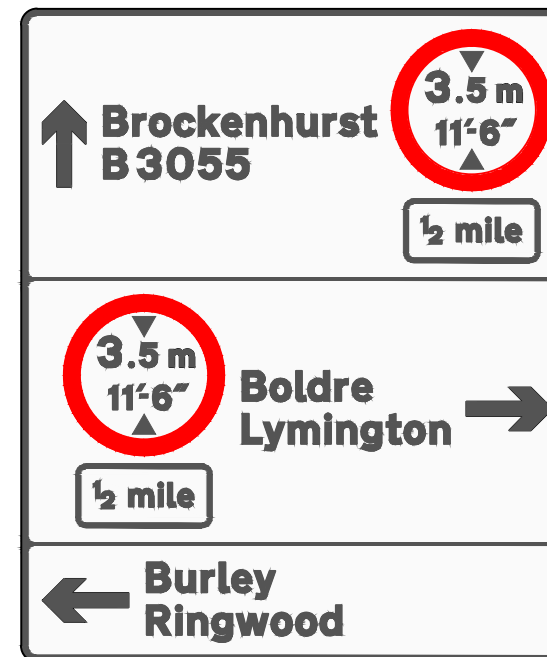 Brockenhurst
B3055
3.5 m
11'-6"
½ mile
3.5 m
11'-6"
½ mile
Boldre
Lymington
Burley
Ringwood